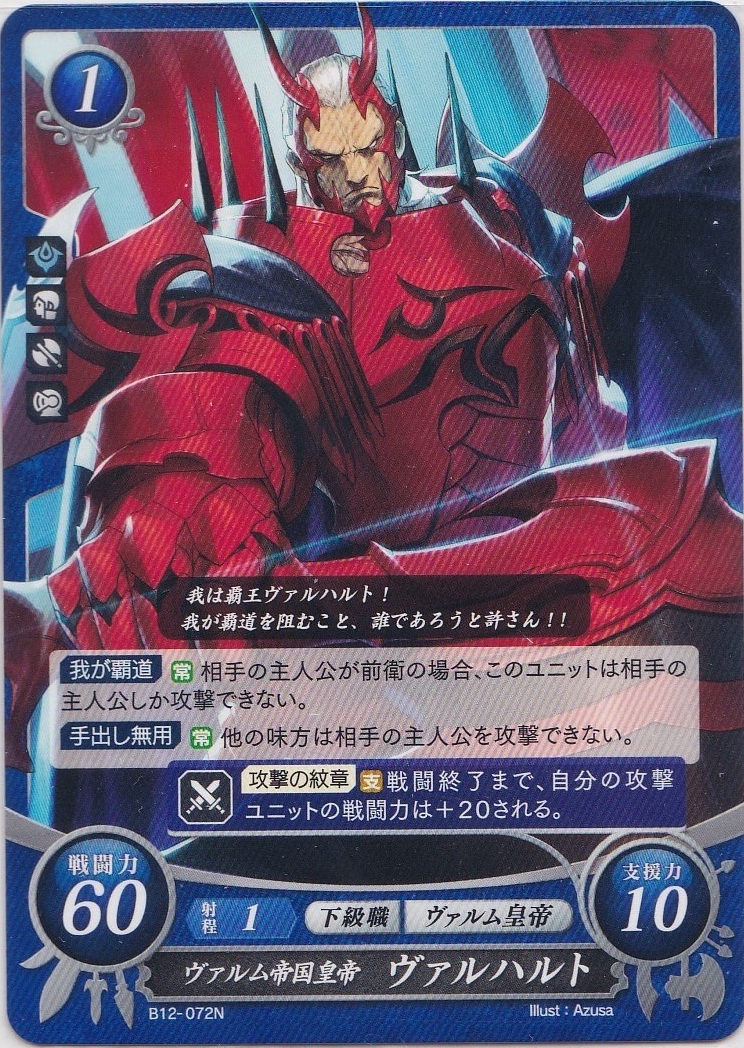 1
我は覇王ヴァルハルト！
我が覇道を阻むこと、誰であろうと許さん！！
我が覇道 常 相手の主人公が前衛の場合、このユニットは相手の
主人公しか攻撃できない。
手出し無用 常 他の味方は相手の主人公を攻撃できない。
攻撃の紋章 支 戦闘終了まで、自分の攻撃
ユニットの戦闘力は＋20される。
戦闘力
60
射程 1 下級職 ヴァルム皇帝
支援力
10
ヴァルム帝国皇帝 ヴァルハルト
B12-072N
Illust：Azusa